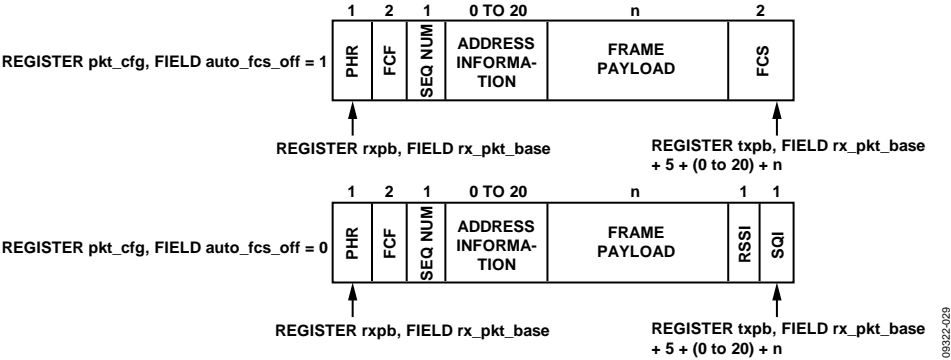 1 2 1 0 TO 20 n 2
REGISTER pkt_cfg, FIELD auto_fcs_off = 1
PHR
FCF
SEQ NUM
ADDRESS
INFORMA-
TION
FRAME
PAYLOAD
FCS
REGISTER rxpb, FIELD rx_pkt_base
REGISTER txpb, FIELD rx_pkt_base
+ 5 + (0 to 20) + n
1 2 1 0 TO 20 n 1 1
REGISTER pkt_cfg, FIELD auto_fcs_off = 0
PHR
FCF
SEQ NUM
ADDRESS
INFORMA-
TION
FRAME
PAYLOAD
RSSI
SQI
REGISTER rxpb, FIELD rx_pkt_base
REGISTER txpb, FIELD rx_pkt_base
+ 5 + (0 to 20) + n
09322-029